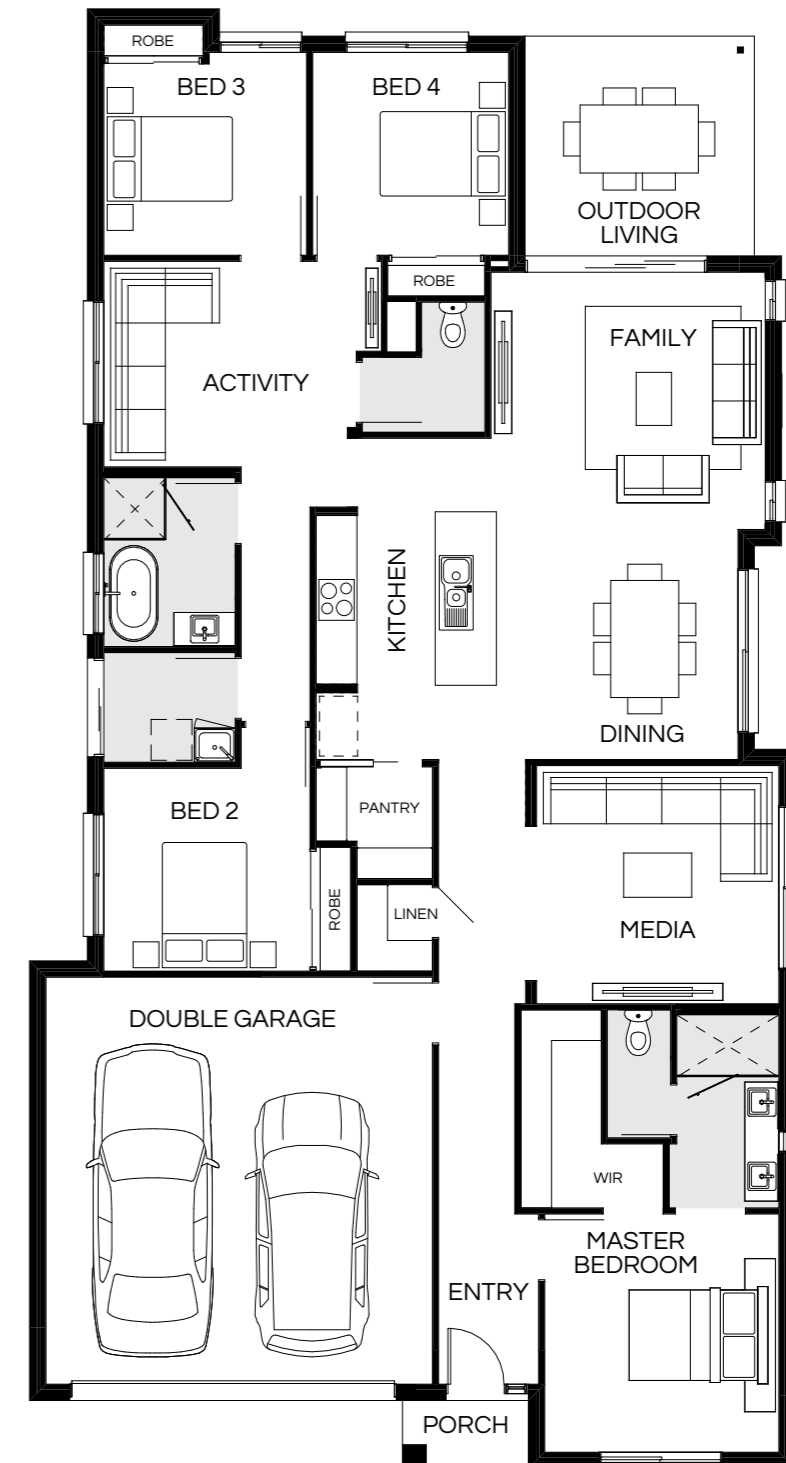 ROBE
BED 3
BED 4
OUTDOOR
LIVING
ROBE
FAMILY
ACTIVITY
KITCHEN
DINING
BED 2
PANTRY
ROBE
LINEN
MEDIA
DOUBLE GARAGE
WIR
MASTER
BEDROOM
ENTRY
PORCH